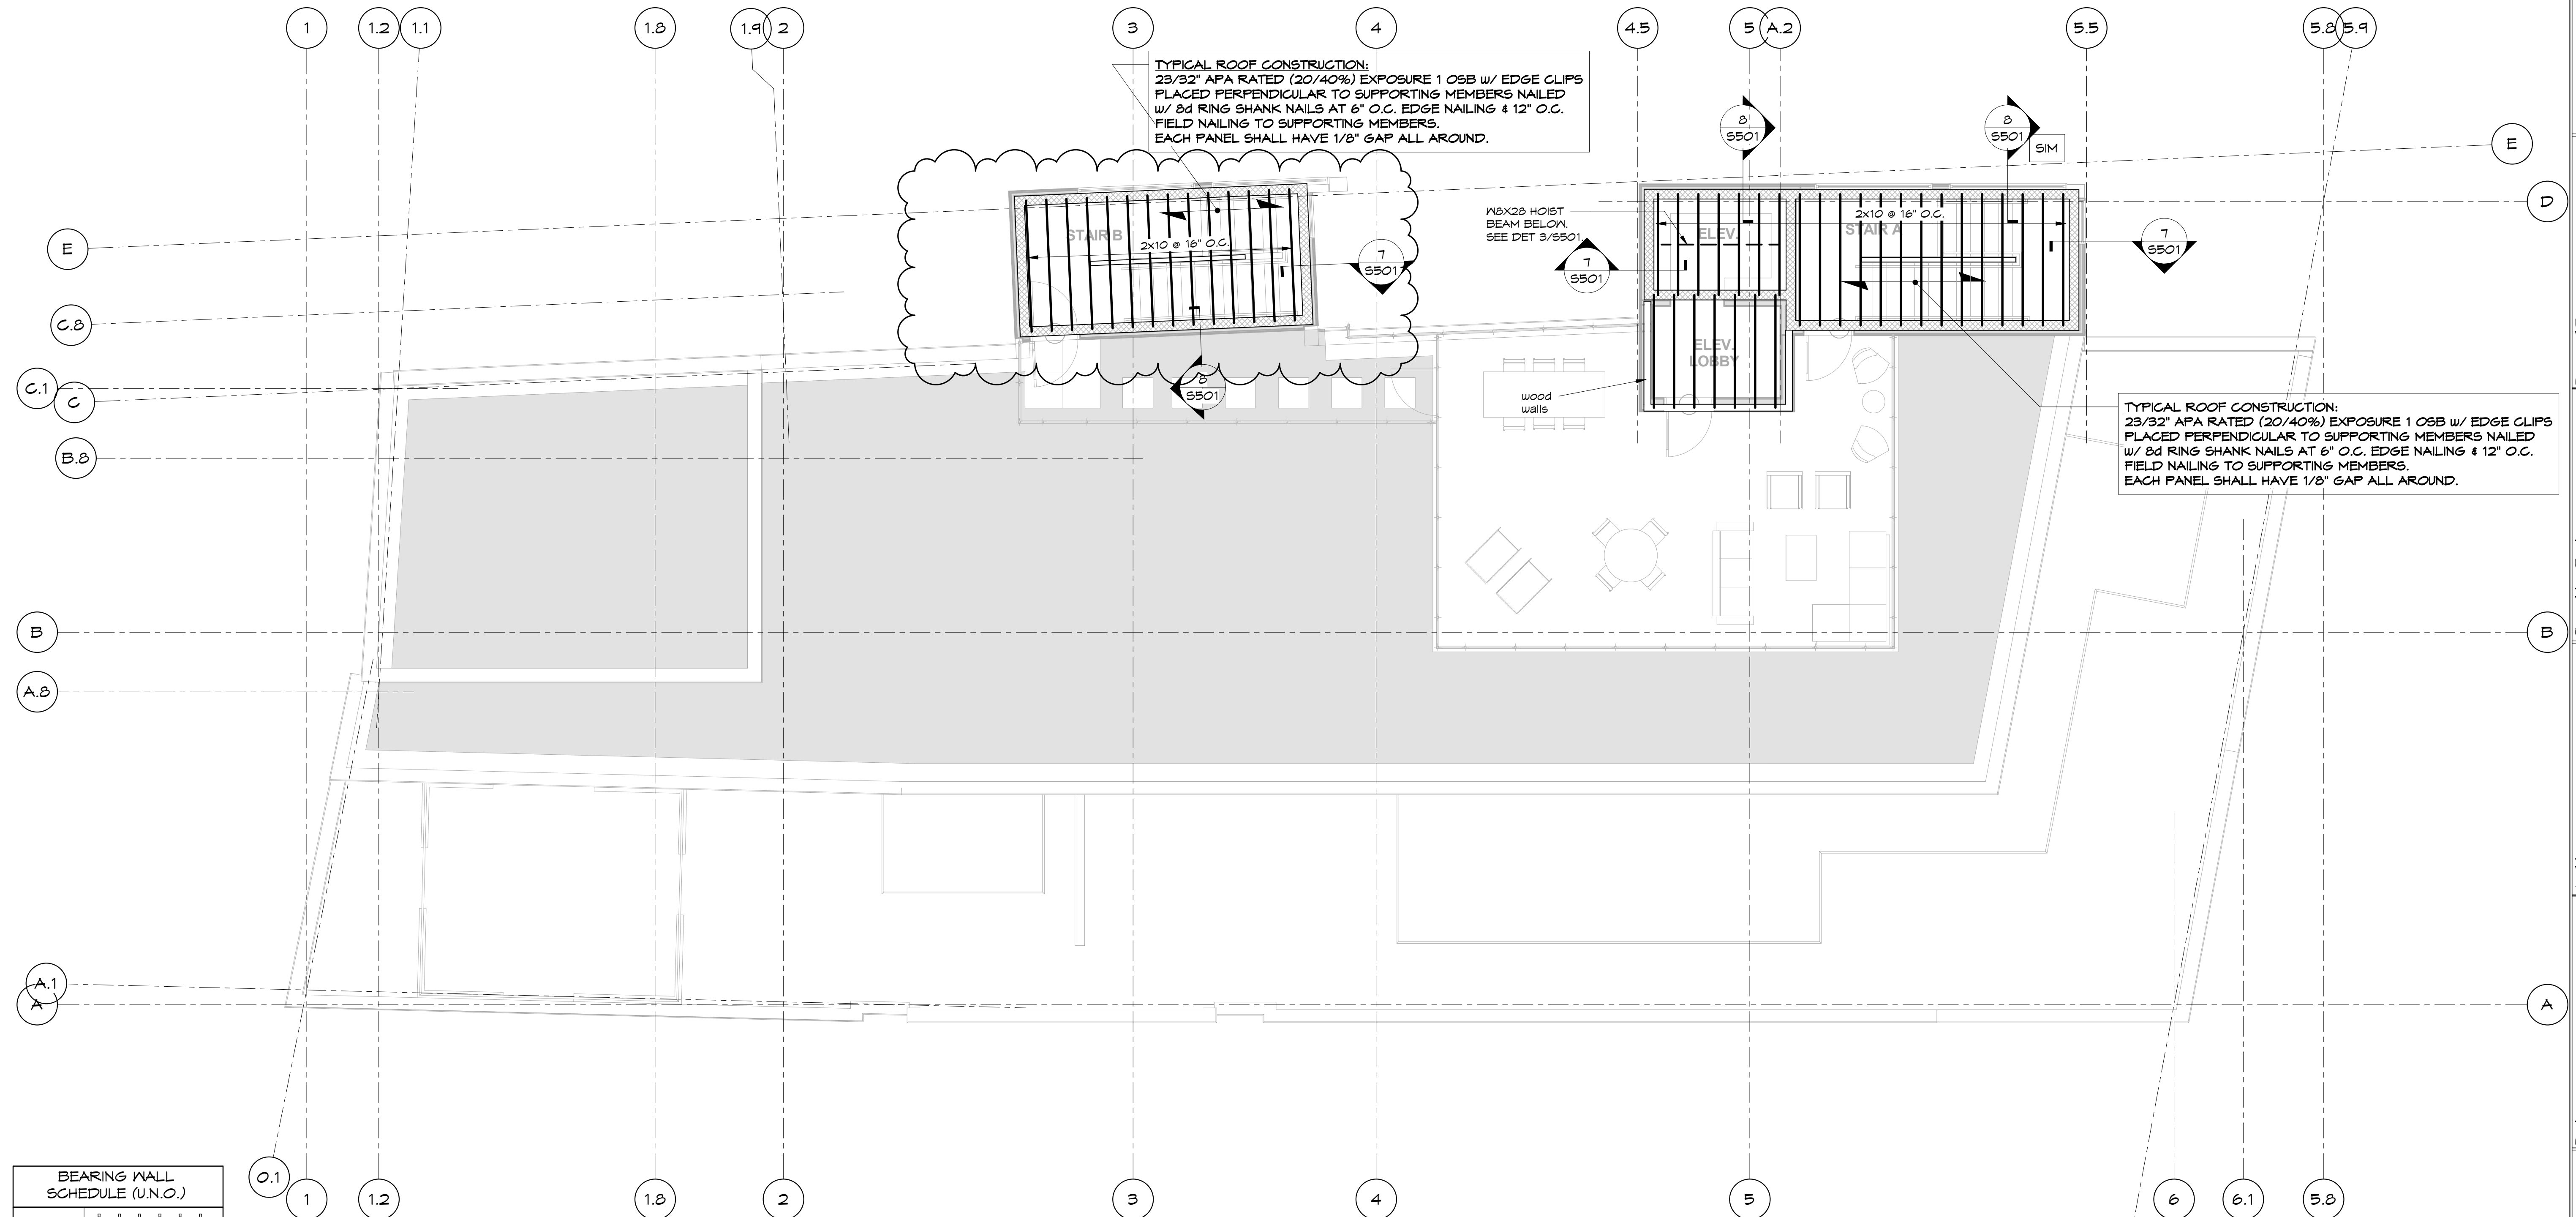 1
1.2
1.1
1.8
1.9
2
3
4
4.5
5
A.2
5.5
5.8
5.9
TYPICAL ROOF CONSTRUCTION:
23/32" APA RATED (20/40%) EXPOSURE 1 OSB W/ EDGE CLIPS
PLACED PERPENDICULAR TO SUPPORTING MEMBERS NAILED
W/ 8d RING SHANK NAILS AT 6" O.C. EDGE NAILING & 12" O.C.
FIELD NAILING TO SUPPORTING MEMBERS.
EACH PANEL SHALL HAVE 1/8" GAP ALL AROUND.
8
S501
8
S501
SIM
E
D
E
C.8
C.1
C
B.8
B
A.8
A.1
A
STAIR B
2x10 @ 16" O.C.
7
S501
8
S501
W8X28 HOIST
BEAM BELOW.
SEE DET 3/S501.
7
S501
ELEV.
2x10 @ 16" O.C.
STAIR A
7
S501
ELEV.
LOBBY
wood
walls
TYPICAL ROOF CONSTRUCTION:
23/32" APA RATED (20/40%) EXPOSURE 1 OSB W/ EDGE CLIPS
PLACED PERPENDICULAR TO SUPPORTING MEMBERS NAILED
W/ 8d RING SHANK NAILS AT 6" O.C. EDGE NAILING & 12" O.C.
FIELD NAILING TO SUPPORTING MEMBERS.
EACH PANEL SHALL HAVE 1/8" GAP ALL AROUND.
B
A
BEARING WALL
SCHEDULE (U.N.O.)
0.1
1
1.2
1.8
2
3
4
5
6
6.1
5.8